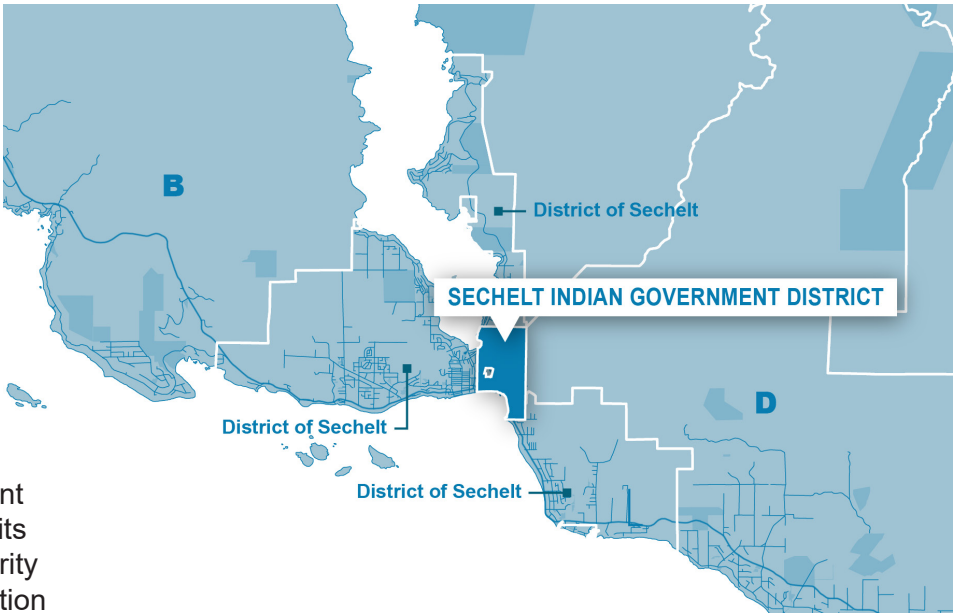 B
District of Sechelt
SECHELT INDIAN GOVERNMENT DISTRICT
D
District of Sechelt
District of Sechelt
nt
its
rity
tion